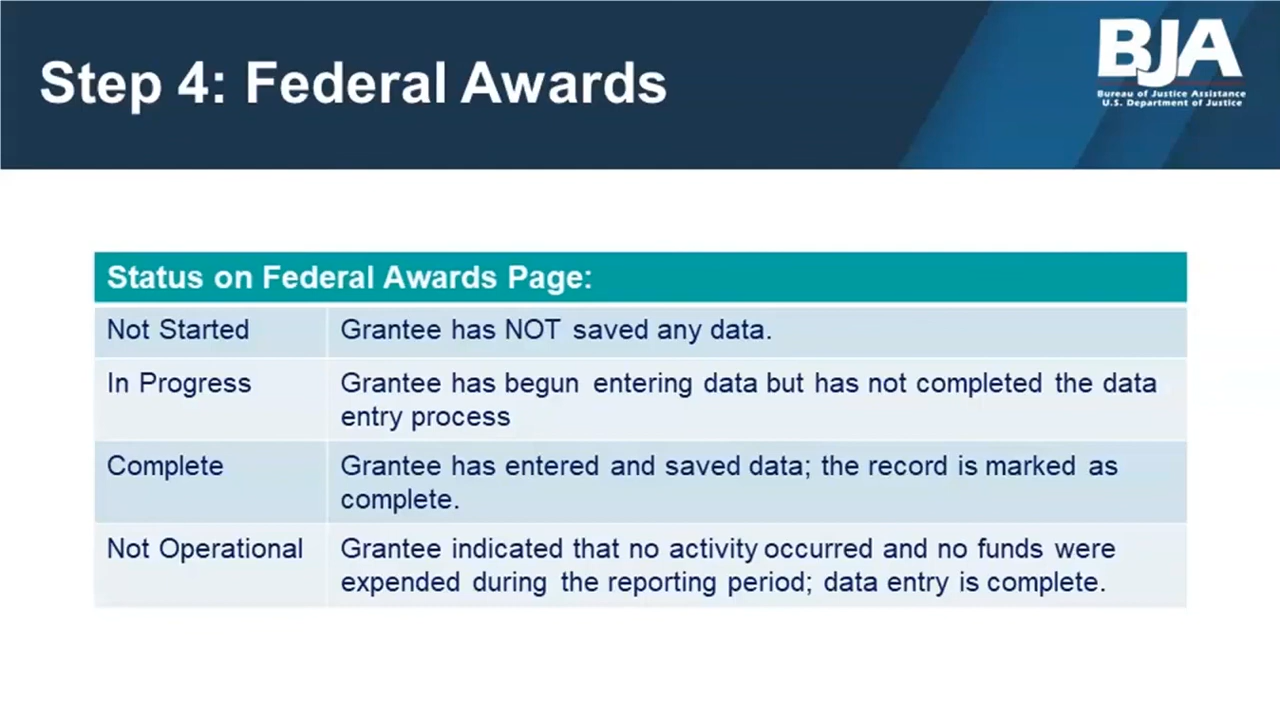 Step 4: Federal Awards
BJA
Bureau of Justice Assistance
U.S. Department of Justice
Status on Federal Awards Page:
Not Started
Grantee has NOT saved any data.
In Progress
Grantee has begun entering data but has not completed the data
entry process
Complete
Grantee has entered and saved data; the record is marked as
complete.
Not Operational
Grantee indicated that no activity occurred and no funds were
expended during the reporting period; data entry is complete.